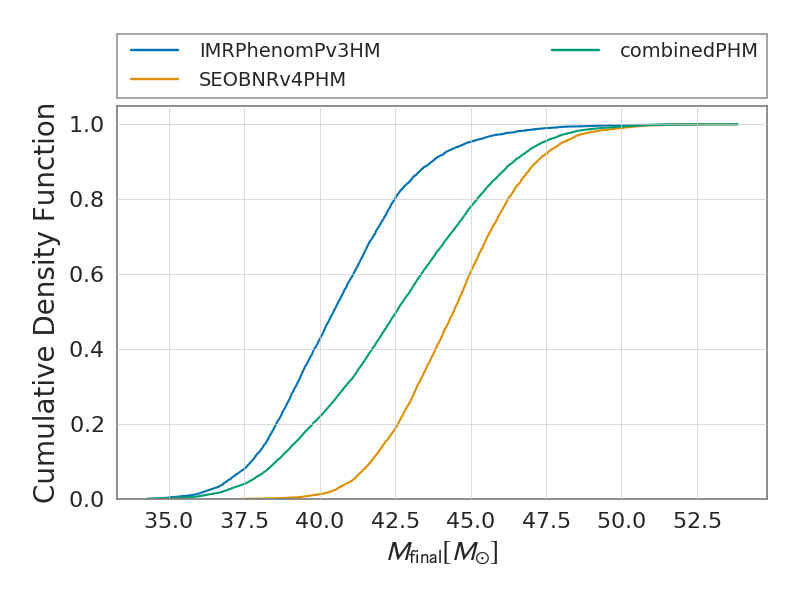 IMRPhenomPv3HM
SEOBNRv4PHM
combinedPHM
Cumulative Density Function
1.0
0.8
0.6
0.4
0.2
0.0
35.0 37.5 40.0 42.5 45.0 47.5 50.0 52.5
M_final[M_⊙]